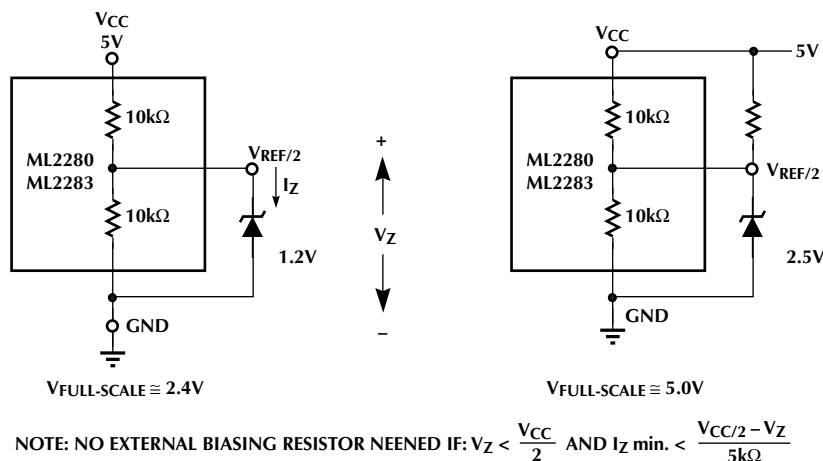 VCC
5V
10kΩ
ML2280
ML2283
VREF/2
IZ
10kΩ
1.2V
GND
VFULL-SCALE ≅ 2.4V
+
VZ
–
VCC
5V
10kΩ
ML2280
ML2283
VREF/2
10kΩ
2.5V
GND
VFULL-SCALE ≅ 5.0V
NOTE: NO EXTERNAL BIASING RESISTOR NEENED IF: VZ < VCC/2 AND IZ min. < (VCC/2 – VZ)/5kΩ